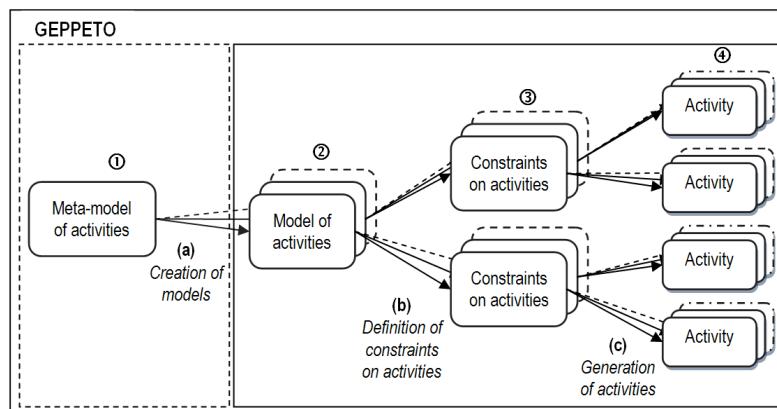 GEPPETO
①
Meta-model
of activities
(a)
Creation of
models
②
Model of
activities
(b)
Definition of
constraints
on activities
③
Constraints
on activities
Constraints
on activities
(c)
Generation
of activities
④
Activity
Activity
Activity
Activity